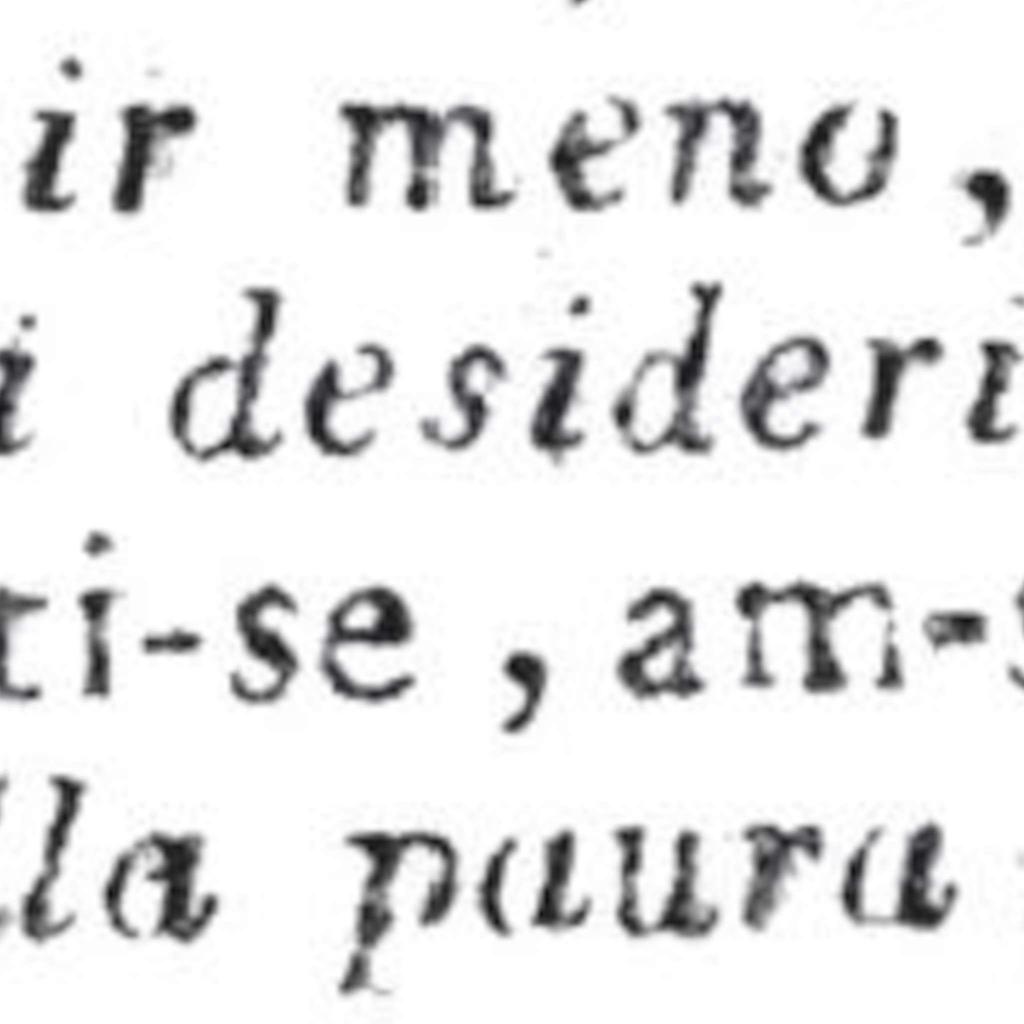 ir meno,
i desideri
ti-se, am-s
lla paura